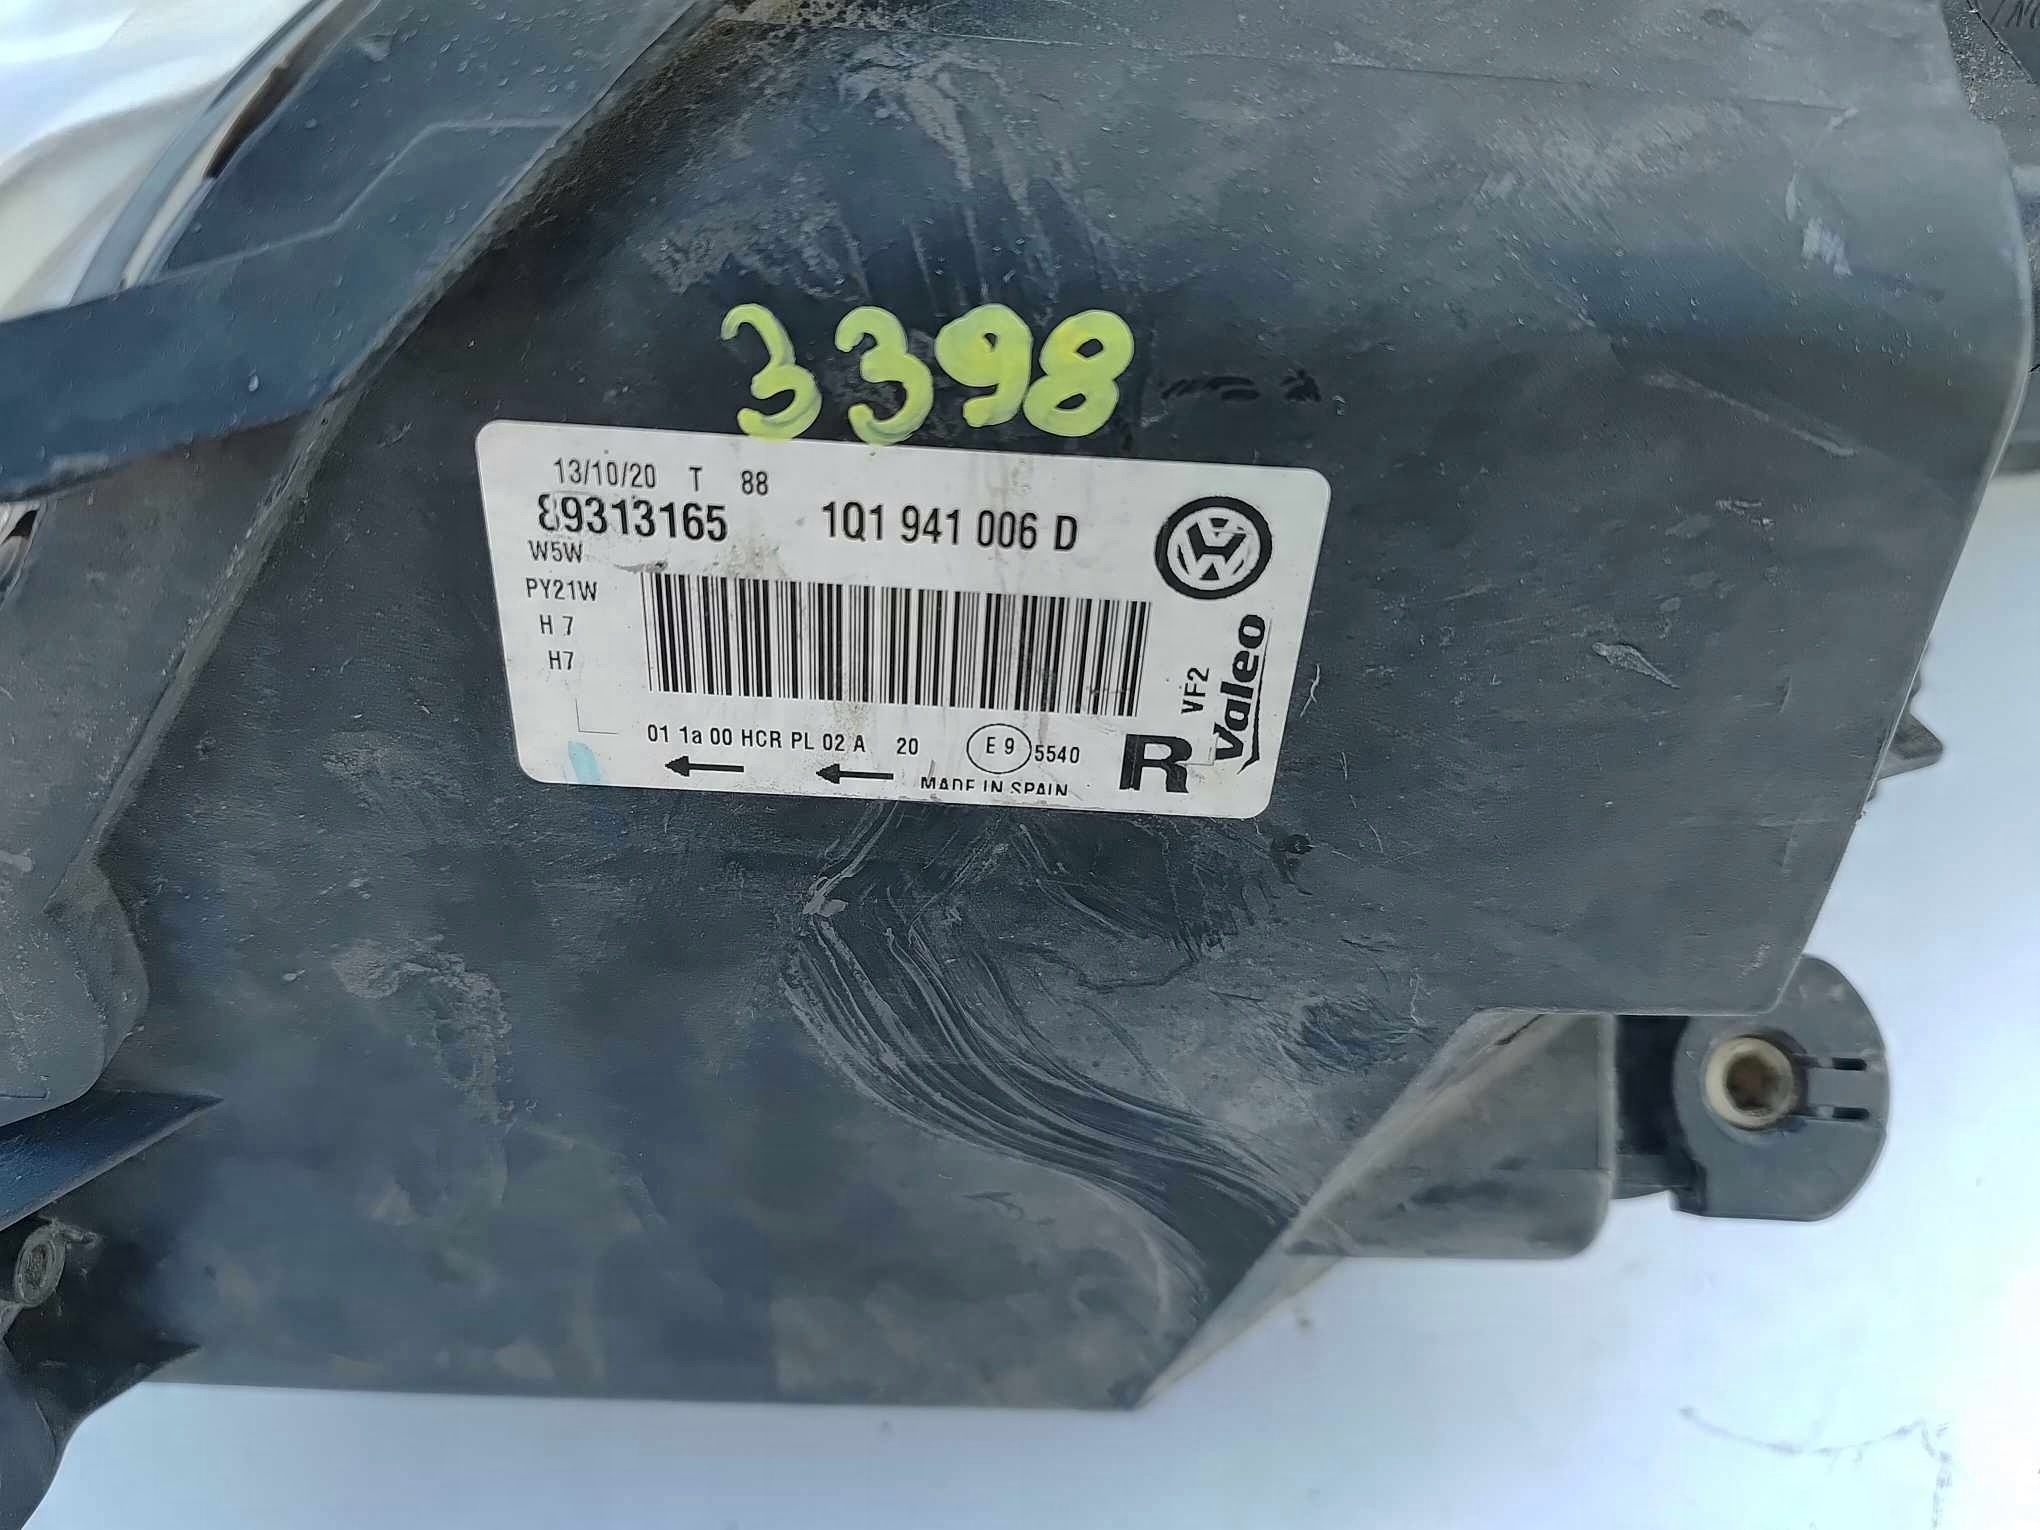 3398
13/10/20 T 88
89313165 1Q1 941 006 D
W5W
PY21W
H 7
H7
VF2
Valeo
01 1a 00 HCR PL 02 A 20 E 9 5540
R
MADE IN SPAIN